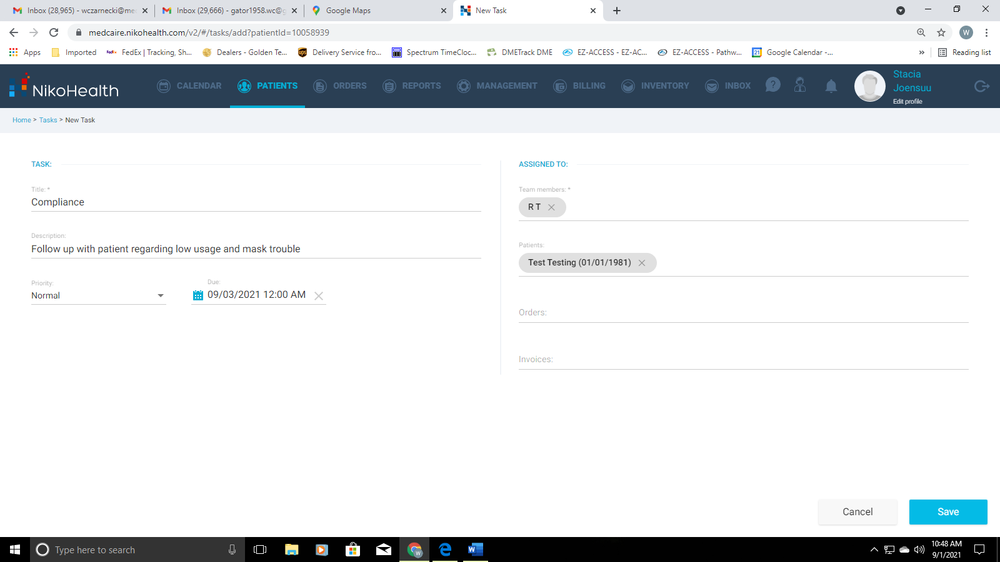 Inbox (28,965) - wczarnecki@me
Inbox (29,666) - gator1958.wc@g
Google Maps
New Task
medcaire.nikohealth.com/v2/#/tasks/add?patientId=10058939
W
Apps
Imported
FedEx | Tracking, Sh...
Dealers - Golden Te...
Delivery Service fro...
Spectrum TimeCloc...
DMETrack DME
EZ-ACCESS - EZ-AC...
EZ-ACCESS - Pathw...
Google Calendar -...
»
Reading list
NikoHealth
CALENDAR
PATIENTS
ORDERS
REPORTS
MANAGEMENT
BILLING
INVENTORY
INBOX
Stacia
Joensuu
Edit profile
Home > Tasks > New Task
TASK:
Title: *
Compliance
Description:
Follow up with patient regarding low usage and mask trouble
Priority:
Normal
Due:
09/03/2021 12:00 AM
ASSIGNED TO:
Team members: *
R T
Patients:
Test Testing (01/01/1981)
Orders:
Invoices:
Cancel
Save
Type here to search
10:48 AM
9/1/2021